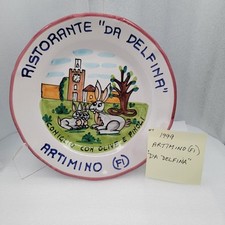 RISTORANTE "DA DELFINA"
CONIGLIO CON OLIVE E PINOLI
ARTIMINO (FI)
1999
ARTIMINO (FI)
"DA DELFINA"